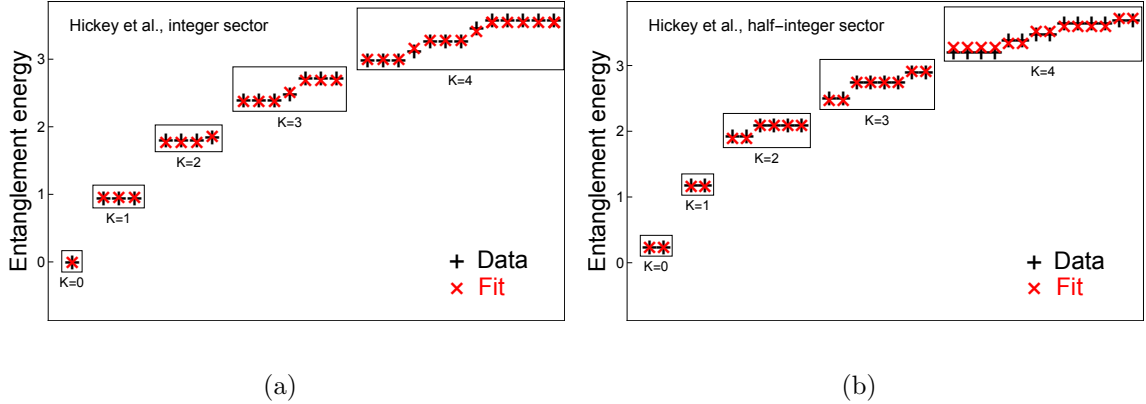 Hickey et al., integer sector
Entanglement energy
3
2
1
0
K=0
K=1
K=2
K=3
K=4
+ Data
× Fit
(a)
Hickey et al., half–integer sector
Entanglement energy
3
2
1
0
K=0
K=1
K=2
K=3
K=4
+ Data
× Fit
(b)